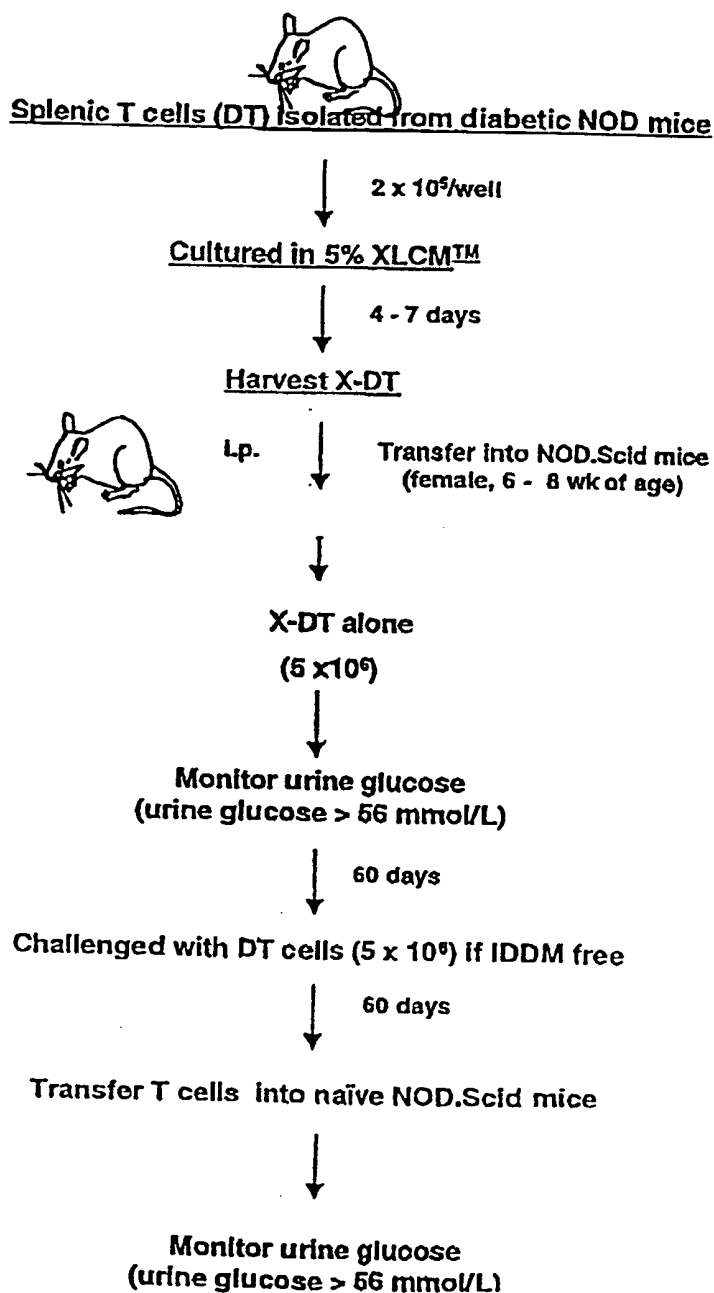 Splenic T cells (DT) isolated from diabetic NOD mice
2 x 10⁵/well
Cultured in 5% XLCM™
4 - 7 days
Harvest X-DT
i.p.
Transfer into NOD.Scid mice
(female, 6 - 8 wk of age)
X-DT alone
(5 x10⁶)
Monitor urine glucose
(urine glucose > 56 mmol/L)
60 days
Challenged with DT cells (5 x 10⁶) if IDDM free
60 days
Transfer T cells into naïve NOD.Scid mice
Monitor urine glucose
(urine glucose > 56 mmol/L)